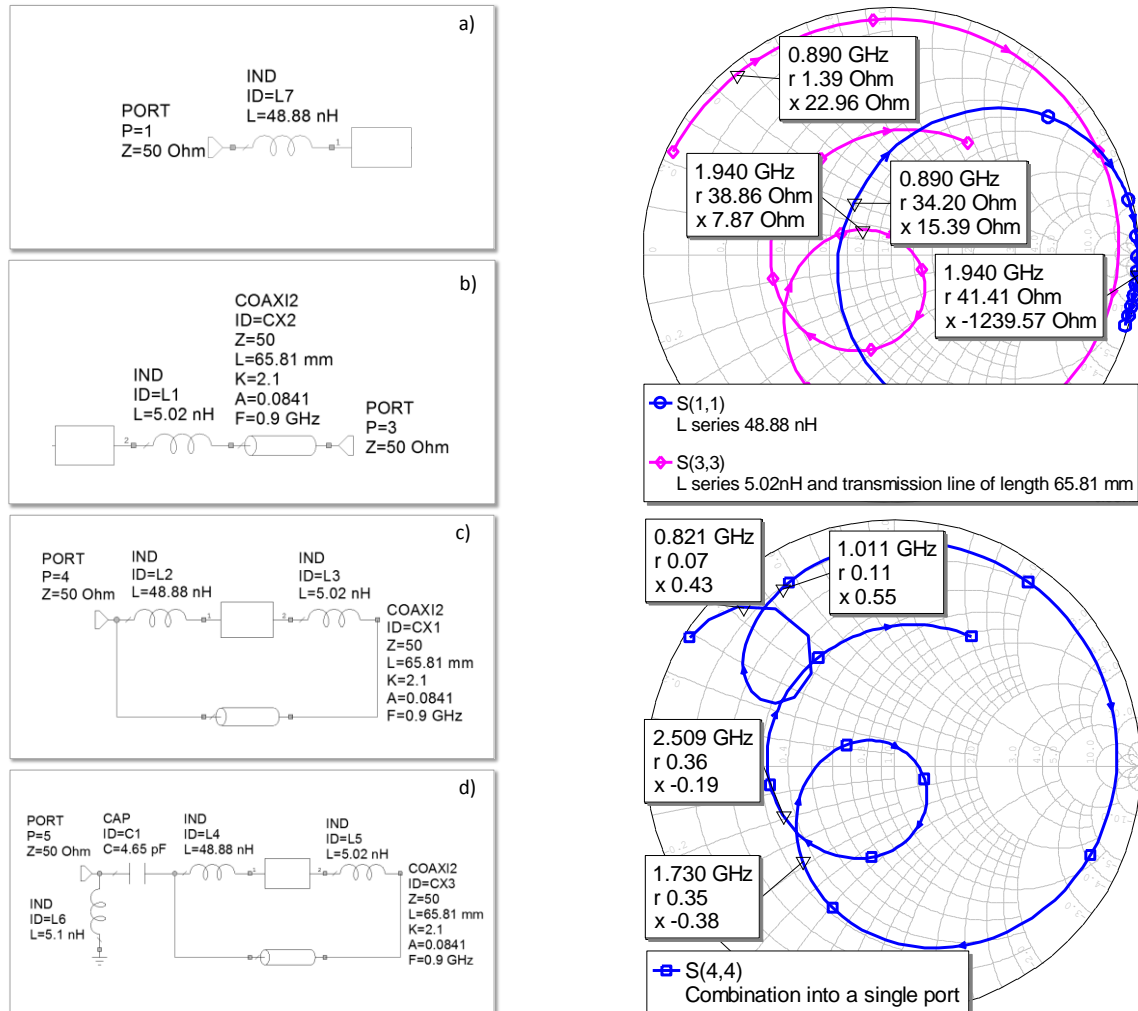 a)
IND
ID=L7
L=48.88 nH
PORT
P=1
Z=50 Ohm
1
b)
COAXI2
ID=CX2
Z=50
L=65.81 mm
K=2.1
A=0.0841
F=0.9 GHz
IND
ID=L1
L=5.02 nH
PORT
P=3
Z=50 Ohm
2
c)
PORT
P=4
Z=50 Ohm
IND
ID=L2
L=48.88 nH
1
2
IND
ID=L3
L=5.02 nH
COAXI2
ID=CX1
Z=50
L=65.81 mm
K=2.1
A=0.0841
F=0.9 GHz
d)
PORT
P=5
Z=50 Ohm
CAP
ID=C1
C=4.65 pF
IND
ID=L4
L=48.88 nH
1
2
IND
ID=L5
L=5.02 nH
COAXI2
ID=CX3
Z=50
L=65.81 mm
K=2.1
A=0.0841
F=0.9 GHz
IND
ID=L6
L=5.1 nH
0.890 GHz
r 1.39 Ohm
x 22.96 Ohm
1.940 GHz
r 38.86 Ohm
x 7.87 Ohm
0.890 GHz
r 34.20 Ohm
x 15.39 Ohm
1.940 GHz
r 41.41 Ohm
x -1239.57 Ohm
S(1,1)
L series 48.88 nH
S(3,3)
L series 5.02nH and transmission line of length 65.81 mm
0.821 GHz
r 0.07
x 0.43
1.011 GHz
r 0.11
x 0.55
2.509 GHz
r 0.36
x -0.19
1.730 GHz
r 0.35
x -0.38
S(4,4)
Combination into a single port